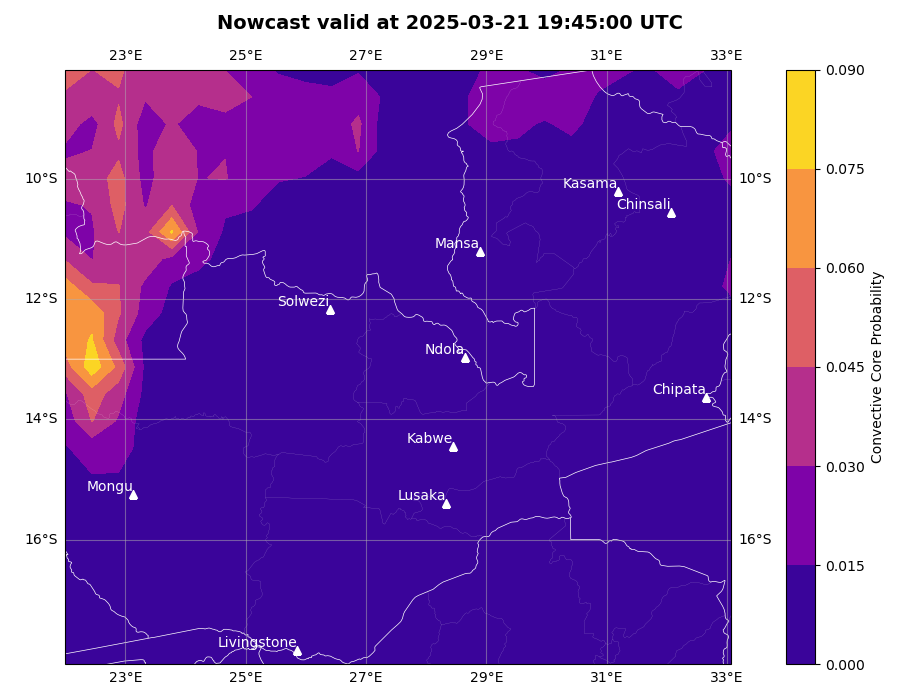 Nowcast valid at 2025-03-21 19:45:00 UTC
23°E 25°E 27°E 29°E 31°E 33°E
0.090
0.075
10°S 10°S
Kasama
Chinsali
Mansa
0.060
12°S 12°S
Solwezi
Ndola
0.045
Chipata
14°S 14°S
Kabwe
0.030
Mongu
Lusaka
16°S 16°S
0.015
Livingstone
0.000
23°E 25°E 27°E 29°E 31°E 33°E
Convective Core Probability